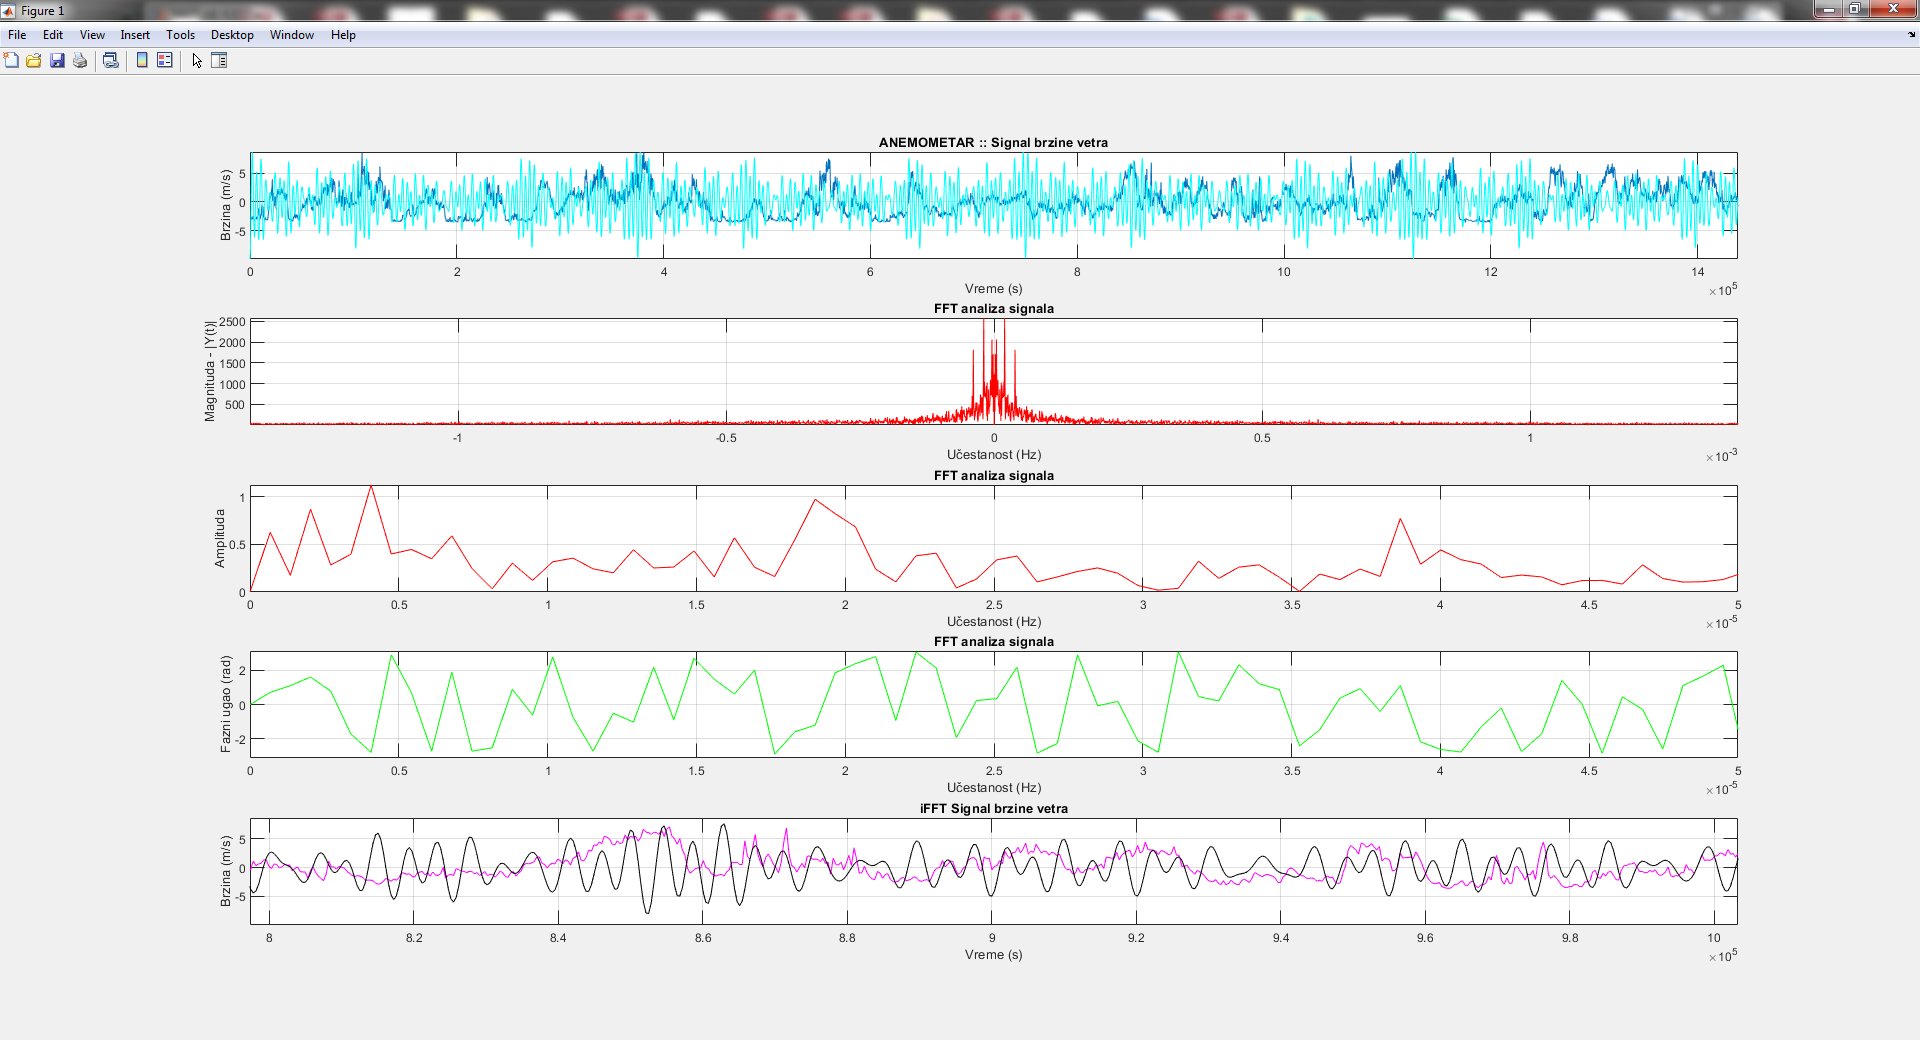 Figure 1
File Edit View Insert Tools Desktop Window Help
ANEMOMETAR :: Signal brzine vetra
Brzina (m/s)
5
0
-5
0 2 4 6 8 10 12 14
Vreme (s)
×10^5
FFT analiza signala
Magnituda - |Y(t)|
2500
2000
1500
1000
500
-1 -0.5 0 0.5 1
Učestanost (Hz)
×10^-3
FFT analiza signala
Amplituda
1
0.5
0
0 0.5 1 1.5 2 2.5 3 3.5 4 4.5 5
Učestanost (Hz)
×10^-5
FFT analiza signala
Fazni ugao (rad)
2
0
-2
0 0.5 1 1.5 2 2.5 3 3.5 4 4.5 5
Učestanost (Hz)
×10^-5
iFFT Signal brzine vetra
Brzina (m/s)
5
0
-5
8 8.2 8.4 8.6 8.8 9 9.2 9.4 9.6 9.8 10
Vreme (s)
×10^5